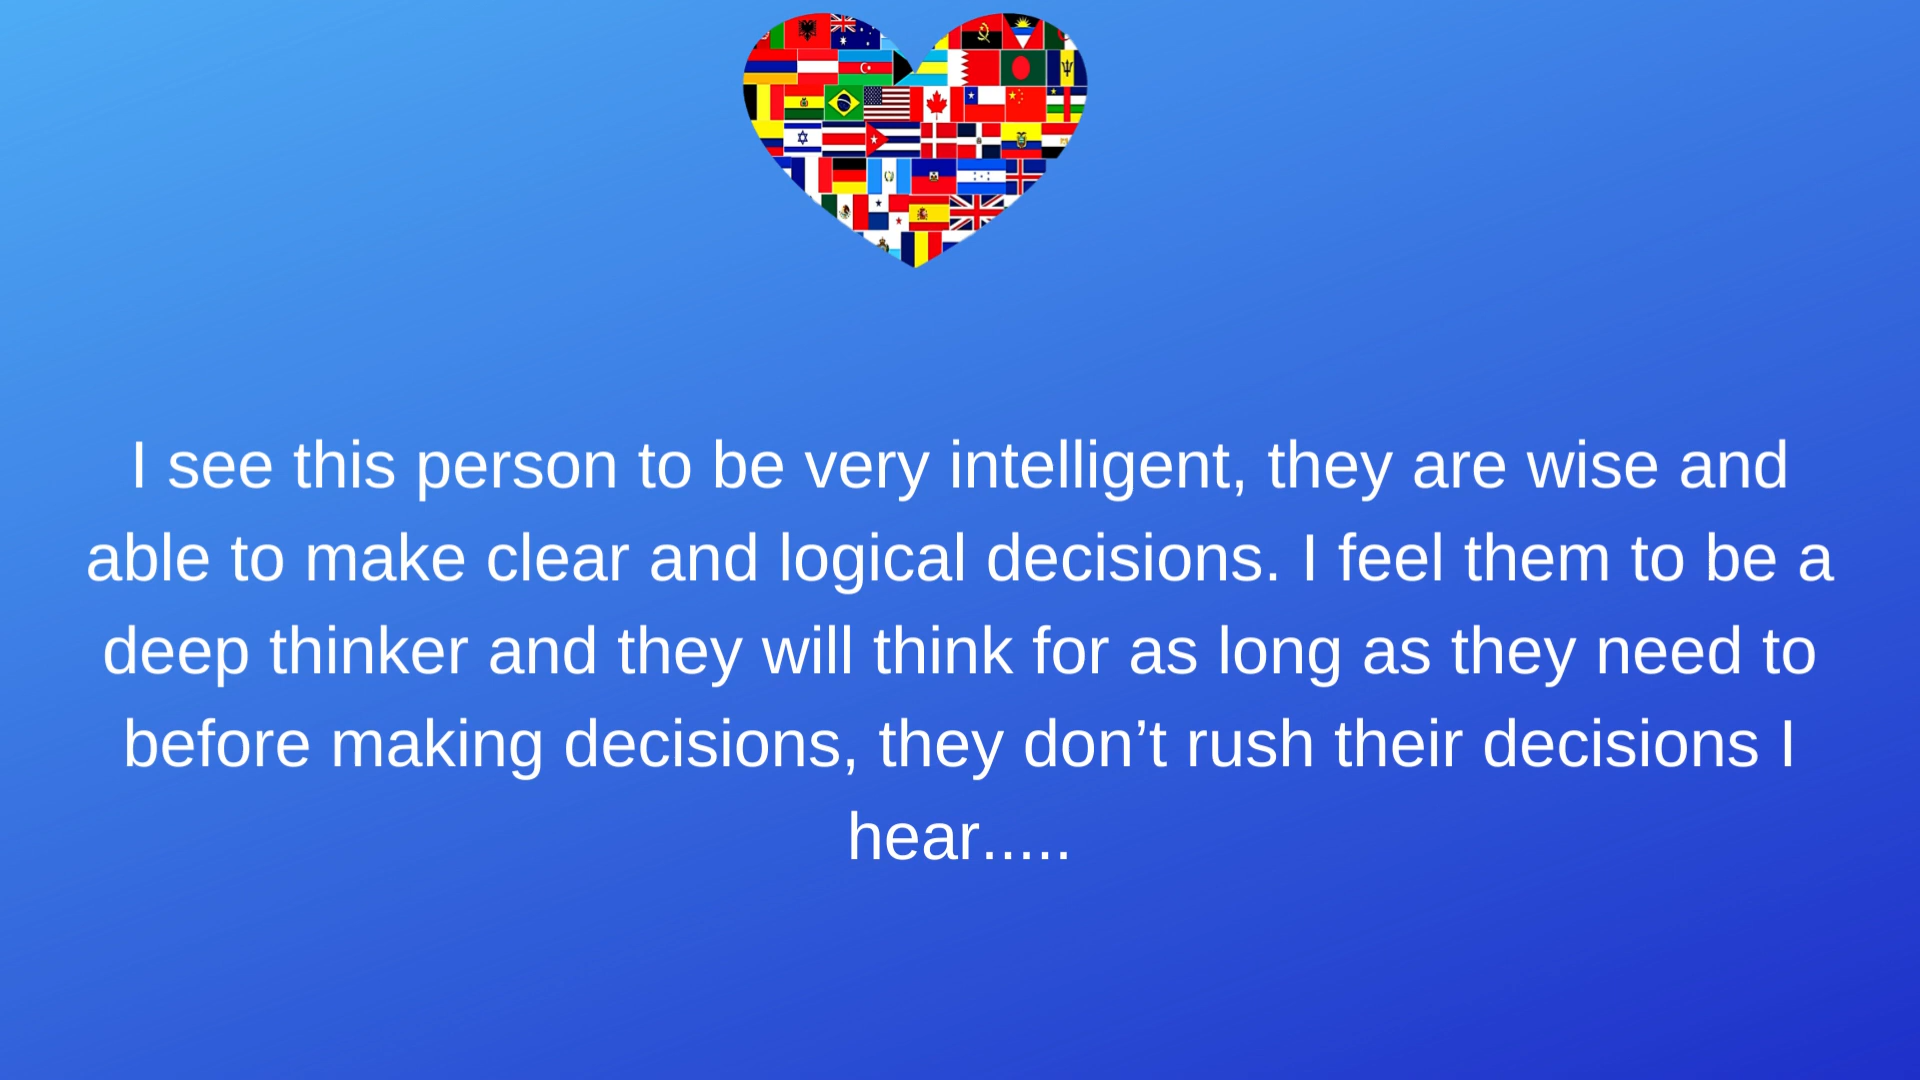 I see this person to be very intelligent, they are wise and
able to make clear and logical decisions. I feel them to be a
deep thinker and they will think for as long as they need to
before making decisions, they don’t rush their decisions I
hear.....